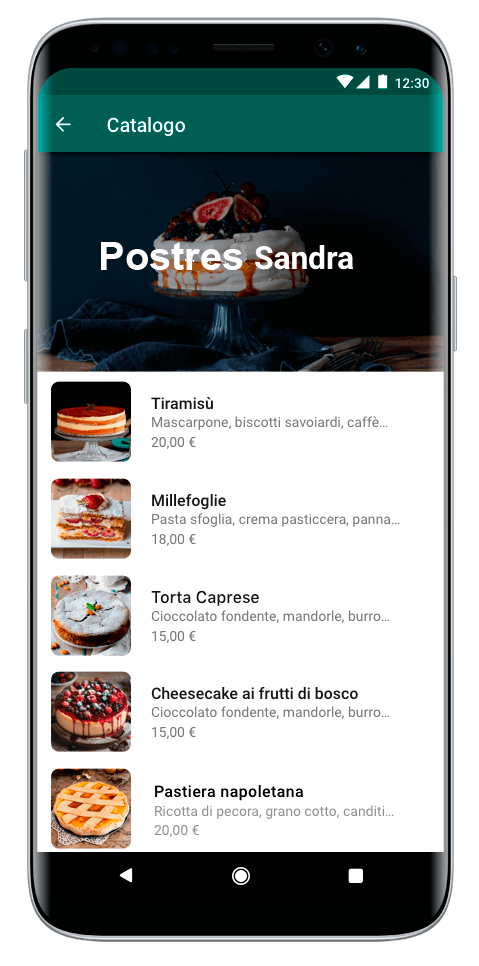 12:30
Catalogo
Postres Sandra
Tiramisù
Mascarpone, biscotti savoiardi, caffè...
20,00 €
Millefoglie
Pasta sfoglia, crema pasticcera, panna...
18,00 €
Torta Caprese
Cioccolato fondente, mandorle, burro...
15,00 €
Cheesecake ai frutti di bosco
Cioccolato fondente, mandorle, burro...
15,00 €
Pastiera napoletana
Ricotta di pecora, grano cotto, canditi...
20,00 €